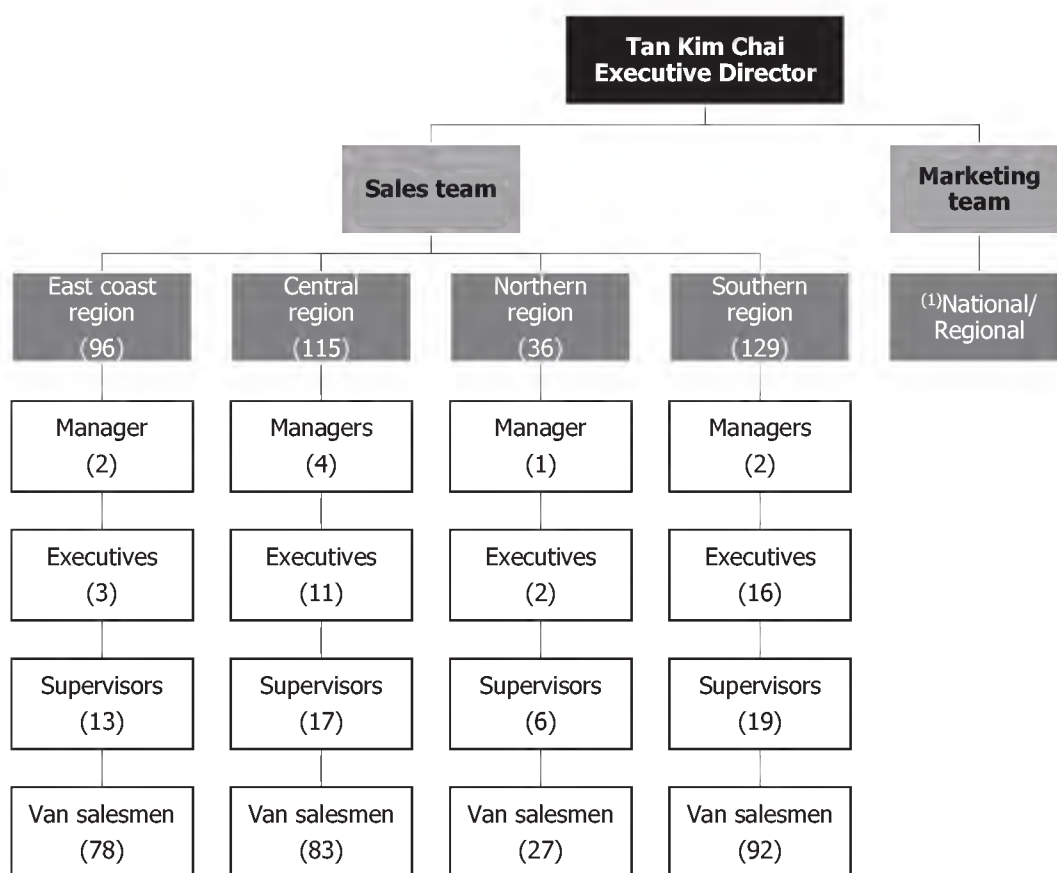 Tan Kim Chai
Executive Director
Sales team
Marketing
team
East coast
region
(96)
Central
region
(115)
Northern
region
(36)
Southern
region
(129)
(1)National/
Regional
Manager
(2)
Managers
(4)
Manager
(1)
Managers
(2)
Executives
(3)
Executives
(11)
Executives
(2)
Executives
(16)
Supervisors
(13)
Supervisors
(17)
Supervisors
(6)
Supervisors
(19)
Van salesmen
(78)
Van salesmen
(83)
Van salesmen
(27)
Van salesmen
(92)